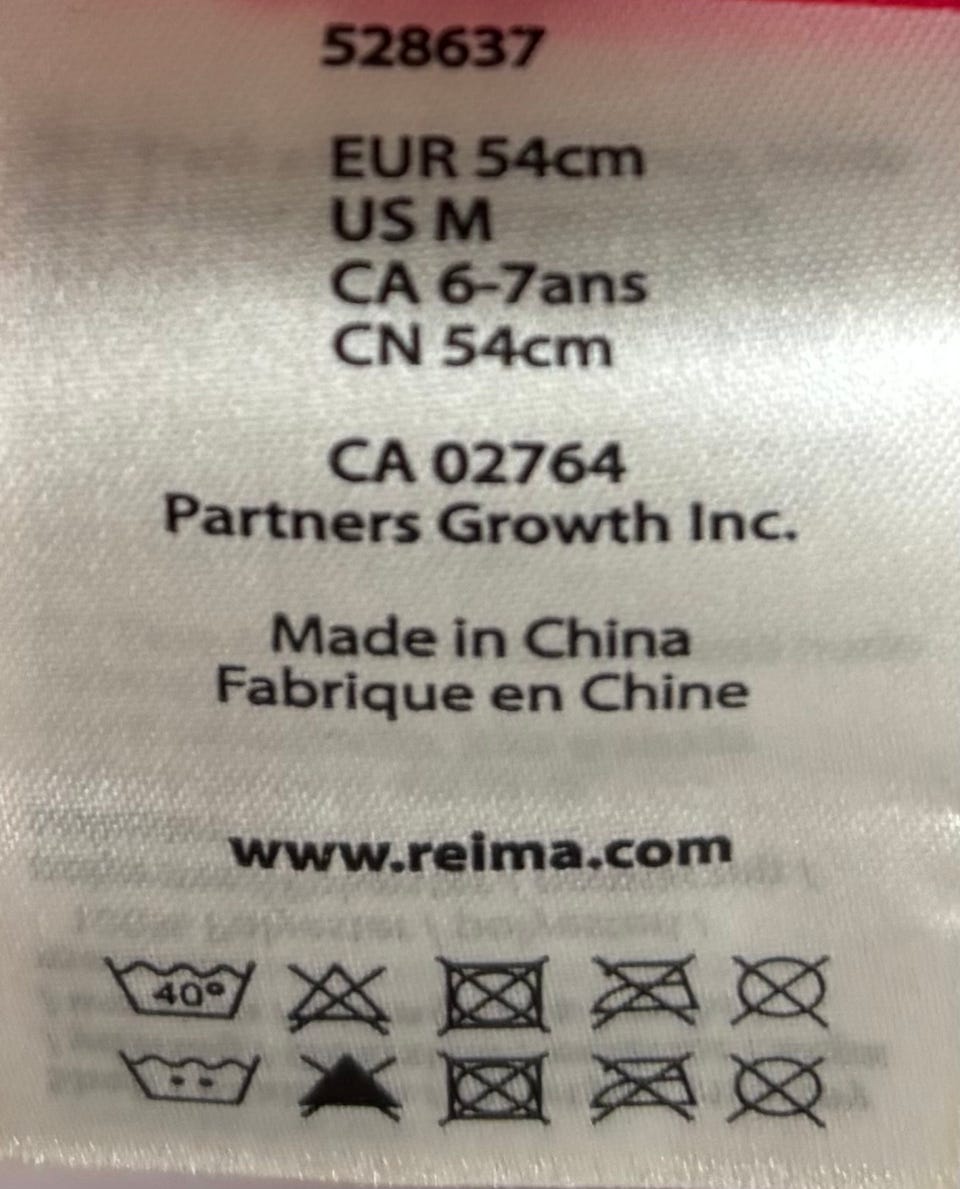 528637
EUR 54cm
US M
CA 6-7ans
CN 54cm
CA 02764
Partners Growth Inc.
Made in China
Fabrique en Chine
www.reima.com
40°